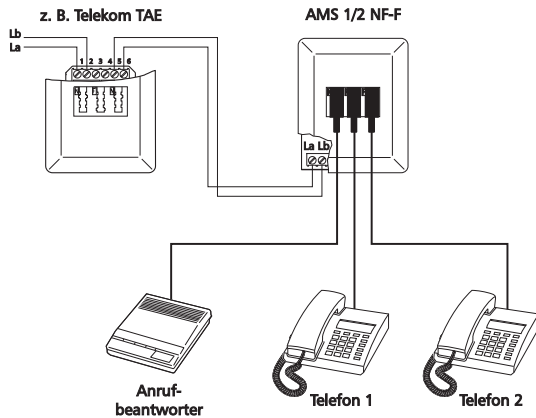 z. B. Telekom TAE
AMS 1/2 NF-F
Lb
La
1 2 3 4 5 6
La Lb
Anruf-
beantworter
Telefon 1
Telefon 2